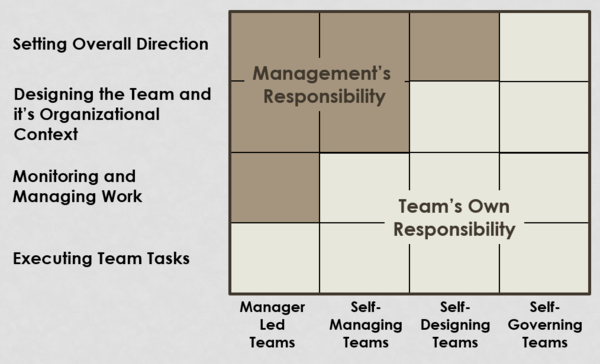 Setting Overall Direction
Management's
Responsibility
Designing the Team and
it's Organizational
Context
Monitoring and
Managing Work
Team's Own
Responsibility
Executing Team Tasks
Manager
Led
Teams
Self-
Managing
Teams
Self-
Designing
Teams
Self-
Governing
Teams